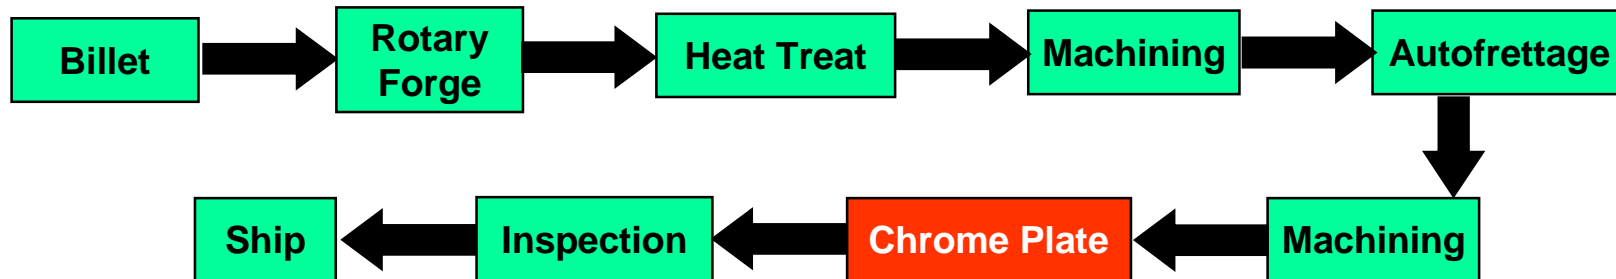 Billet
Rotary
Forge
Heat Treat
Machining
Autofrettage
Machining
Chrome Plate
Inspection
Ship